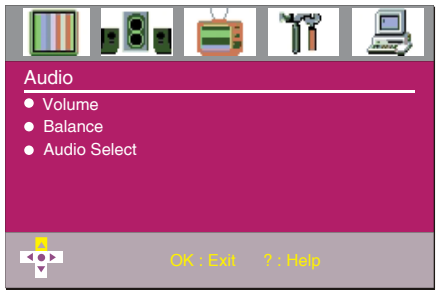 Audio
Volume
Balance
Audio Select
OK : Exit ? : Help